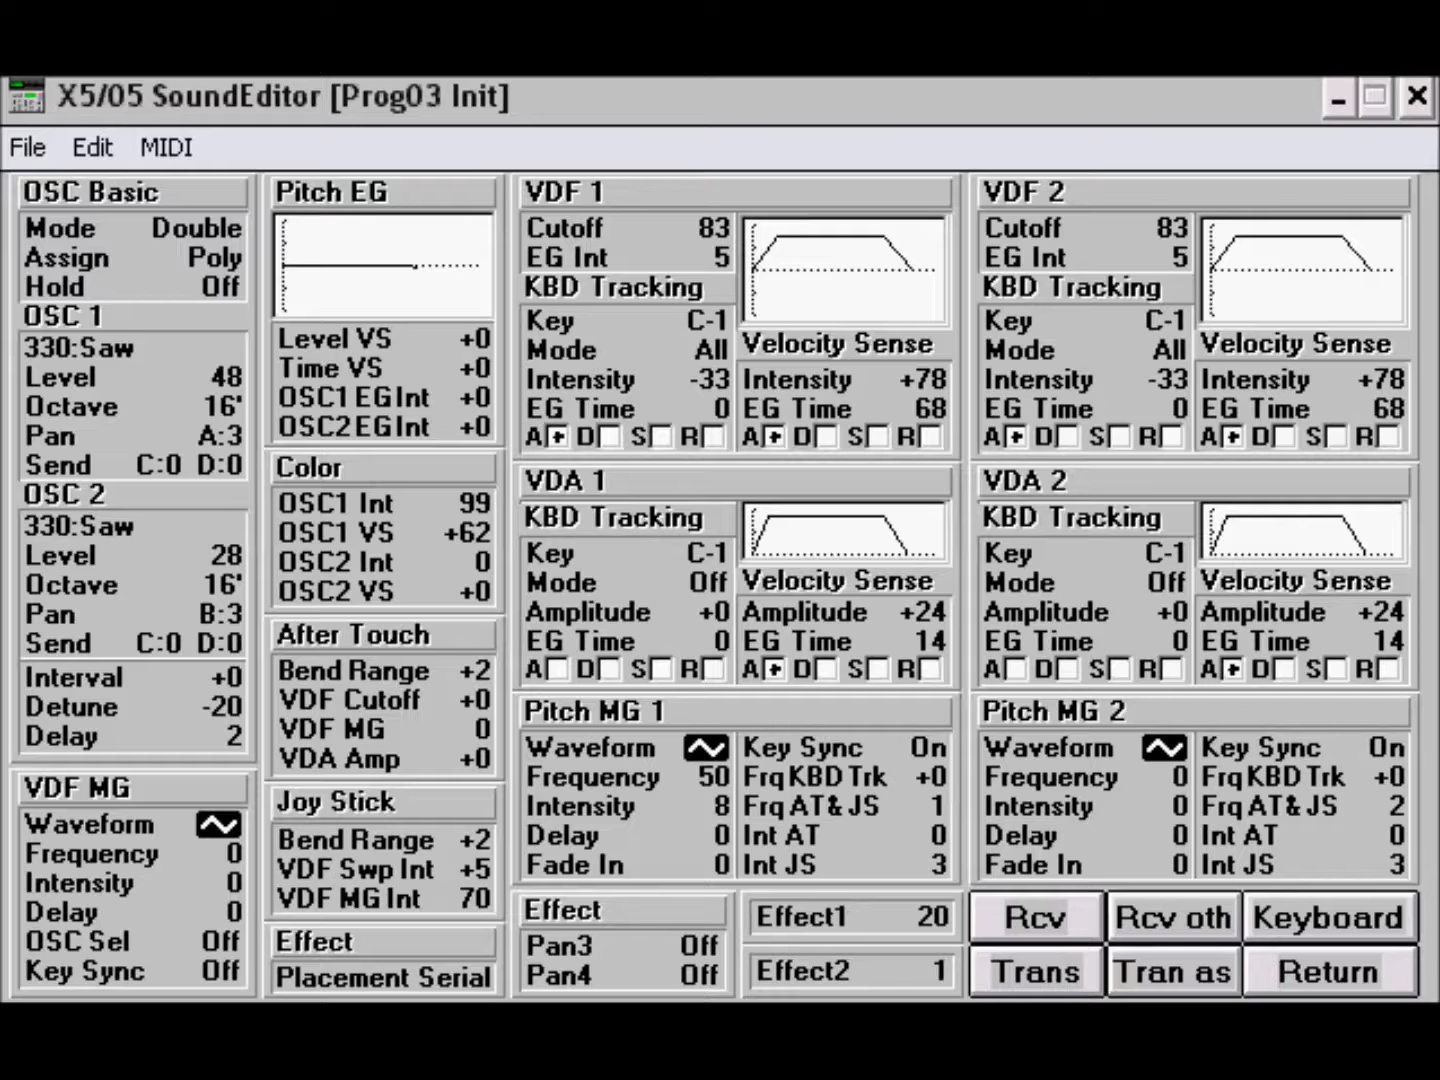 X5/05 SoundEditor [Prog03 Init]
File Edit MIDI
OSC Basic
Mode Double
Assign Poly
Hold Off
OSC 1
330:Saw
Level 48
Octave 16'
Pan A:3
Send C:0 D:0
OSC 2
330:Saw
Level 28
Octave 16'
Pan B:3
Send C:0 D:0
Interval +0
Detune -20
Delay 2
VDF MG
Waveform
Frequency 0
Intensity 0
Delay 0
OSC Sel Off
Key Sync Off
Pitch EG
Level VS +0
Time VS +0
OSC1 EG Int +0
OSC2 EG Int +0
Color
OSC1 Int 99
OSC1 VS +62
OSC2 Int 0
OSC2 VS +0
After Touch
Bend Range +2
VDF Cutoff +0
VDF MG 0
VDA Amp +0
Joy Stick
Bend Range +2
VDF Swp Int +5
VDF MG Int 70
Effect
Placement Serial
VDF 1
Cutoff 83
EG Int 5
KBD Tracking
Key C-1
Mode All
Intensity -33
EG Time 0
A + D S R
Velocity Sense
Intensity +78
EG Time 68
A + D S R
VDA 1
KBD Tracking
Key C-1
Mode Off
Amplitude +0
EG Time 0
A D S R
Velocity Sense
Amplitude +24
EG Time 14
A + D S R
Pitch MG 1
Waveform
Frequency 50
Intensity 8
Delay 0
Fade In 0
Key Sync On
Frq KBD Trk +0
Frq AT& JS 1
Int AT 0
Int JS 3
Effect
Pan3 Off
Pan4 Off
Effect1 20
Effect2 1
VDF 2
Cutoff 83
EG Int 5
KBD Tracking
Key C-1
Mode All
Intensity -33
EG Time 0
A + D S R
Velocity Sense
Intensity +78
EG Time 68
A + D S R
VDA 2
KBD Tracking
Key C-1
Mode Off
Amplitude +0
EG Time 0
A D S R
Velocity Sense
Amplitude +24
EG Time 14
A + D S R
Pitch MG 2
Waveform
Frequency 0
Intensity 0
Delay 0
Fade In 0
Key Sync On
Frq KBD Trk +0
Frq AT& JS 2
Int AT 0
Int JS 3
Rcv Rcv oth Keyboard
Trans Tran as Return